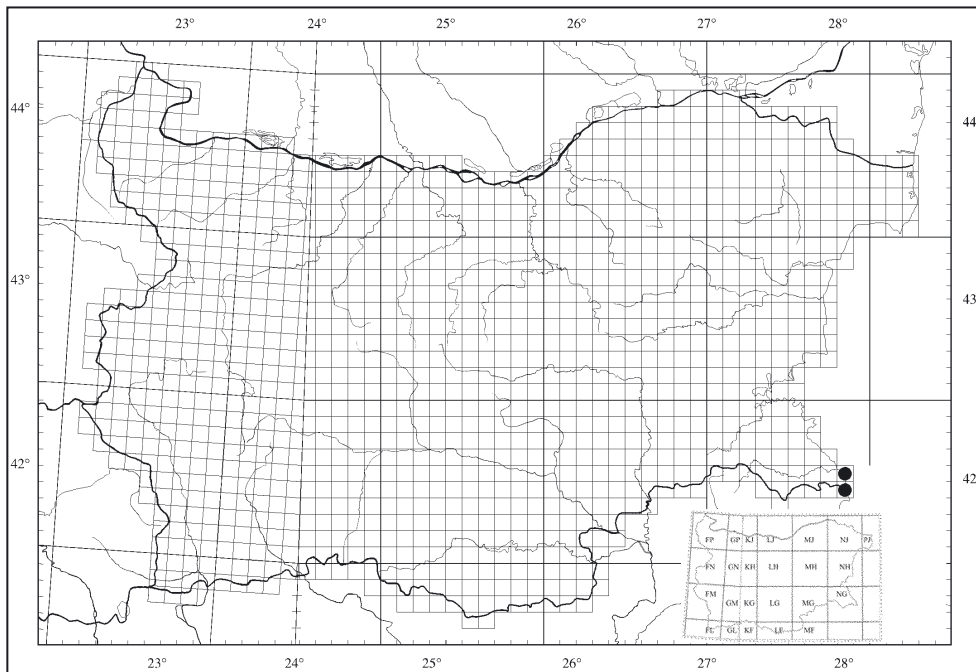 23° 24° 25° 26° 27° 28°
44° 44°
43° 43°
42° 42°
FP GP KJ LJ MJ NJ PJ
FN GN KH LH MH NH
FM GM KG LG MG NG
FL GL KF LF MF
23° 24° 25° 26° 27° 28°